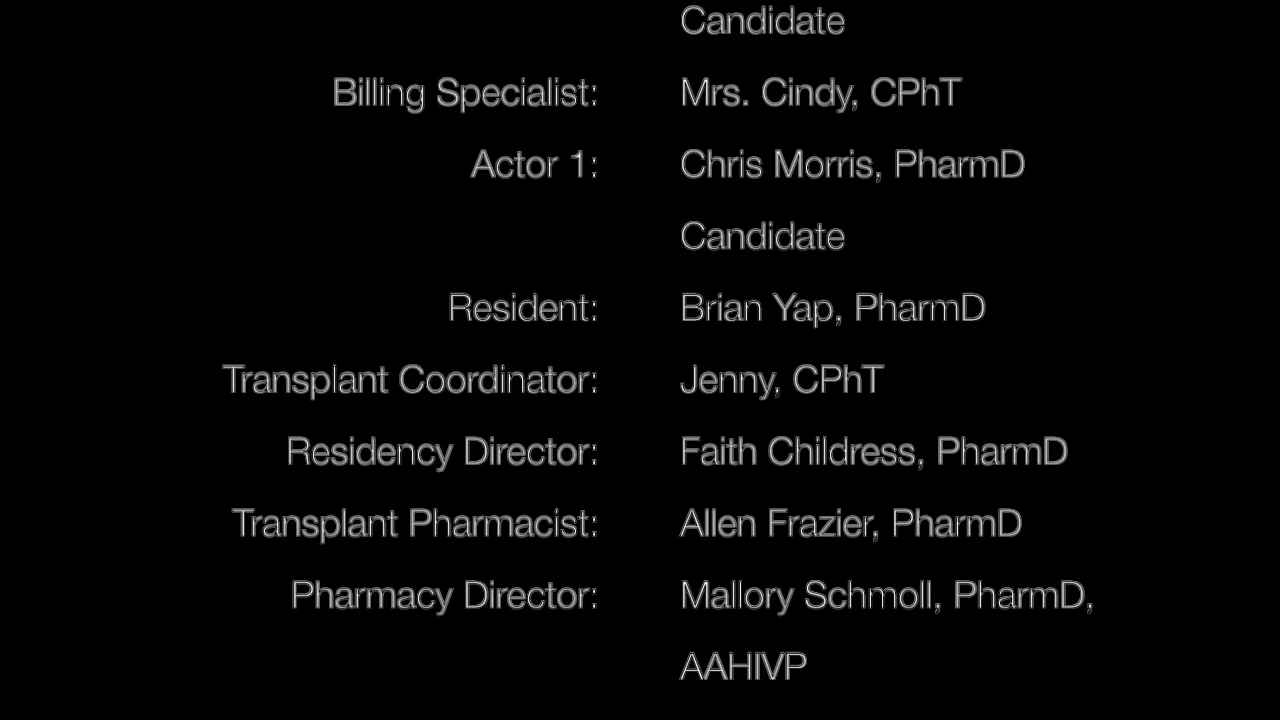 Candidate
Billing Specialist: Mrs. Cindy, CPhT
Actor 1: Chris Morris, PharmD
Candidate
Resident: Brian Yap, PharmD
Transplant Coordinator: Jenny, CPhT
Residency Director: Faith Childress, PharmD
Transplant Pharmacist: Allen Frazier, PharmD
Pharmacy Director: Mallory Schmoll, PharmD,
AAHIVP